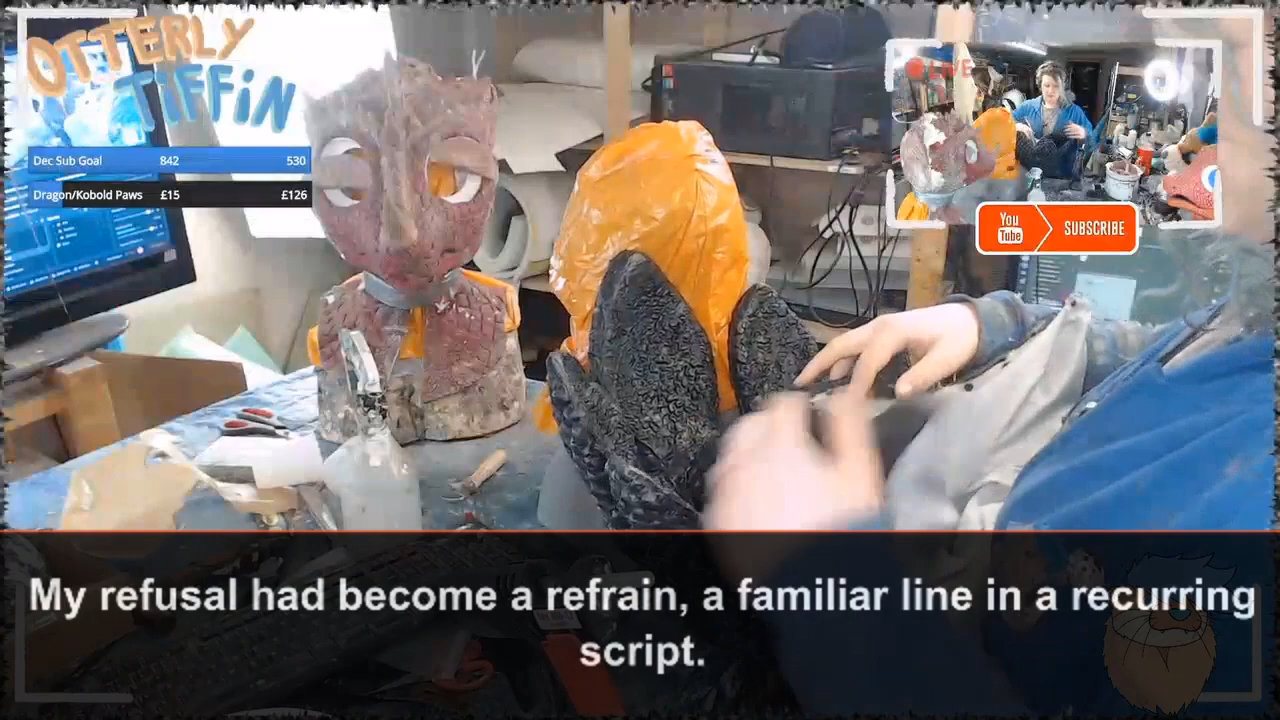 OTTERLY
TiFFiN
Dec Sub Goal 842 530
Dragon/Kobold Paws £15 £126
LIVE
You
Tube
SUBSCRIBE
My refusal had become a refrain, a familiar line in a recurring
script.